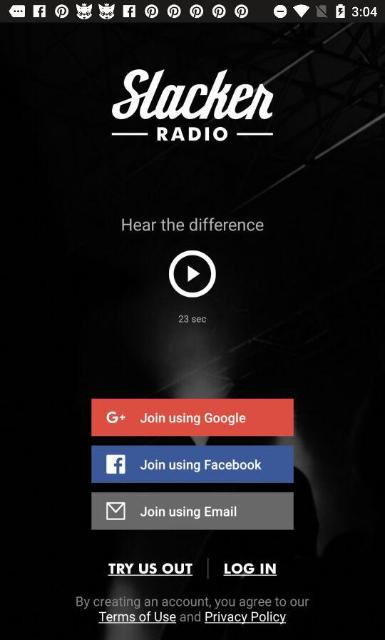 3:04
Slacker
RADIO
Hear the difference
23 sec
G+ Join using Google
f Join using Facebook
Join using Email
TRY US OUT | LOG IN
By creating an account, you agree to our
Terms of Use and Privacy Policy